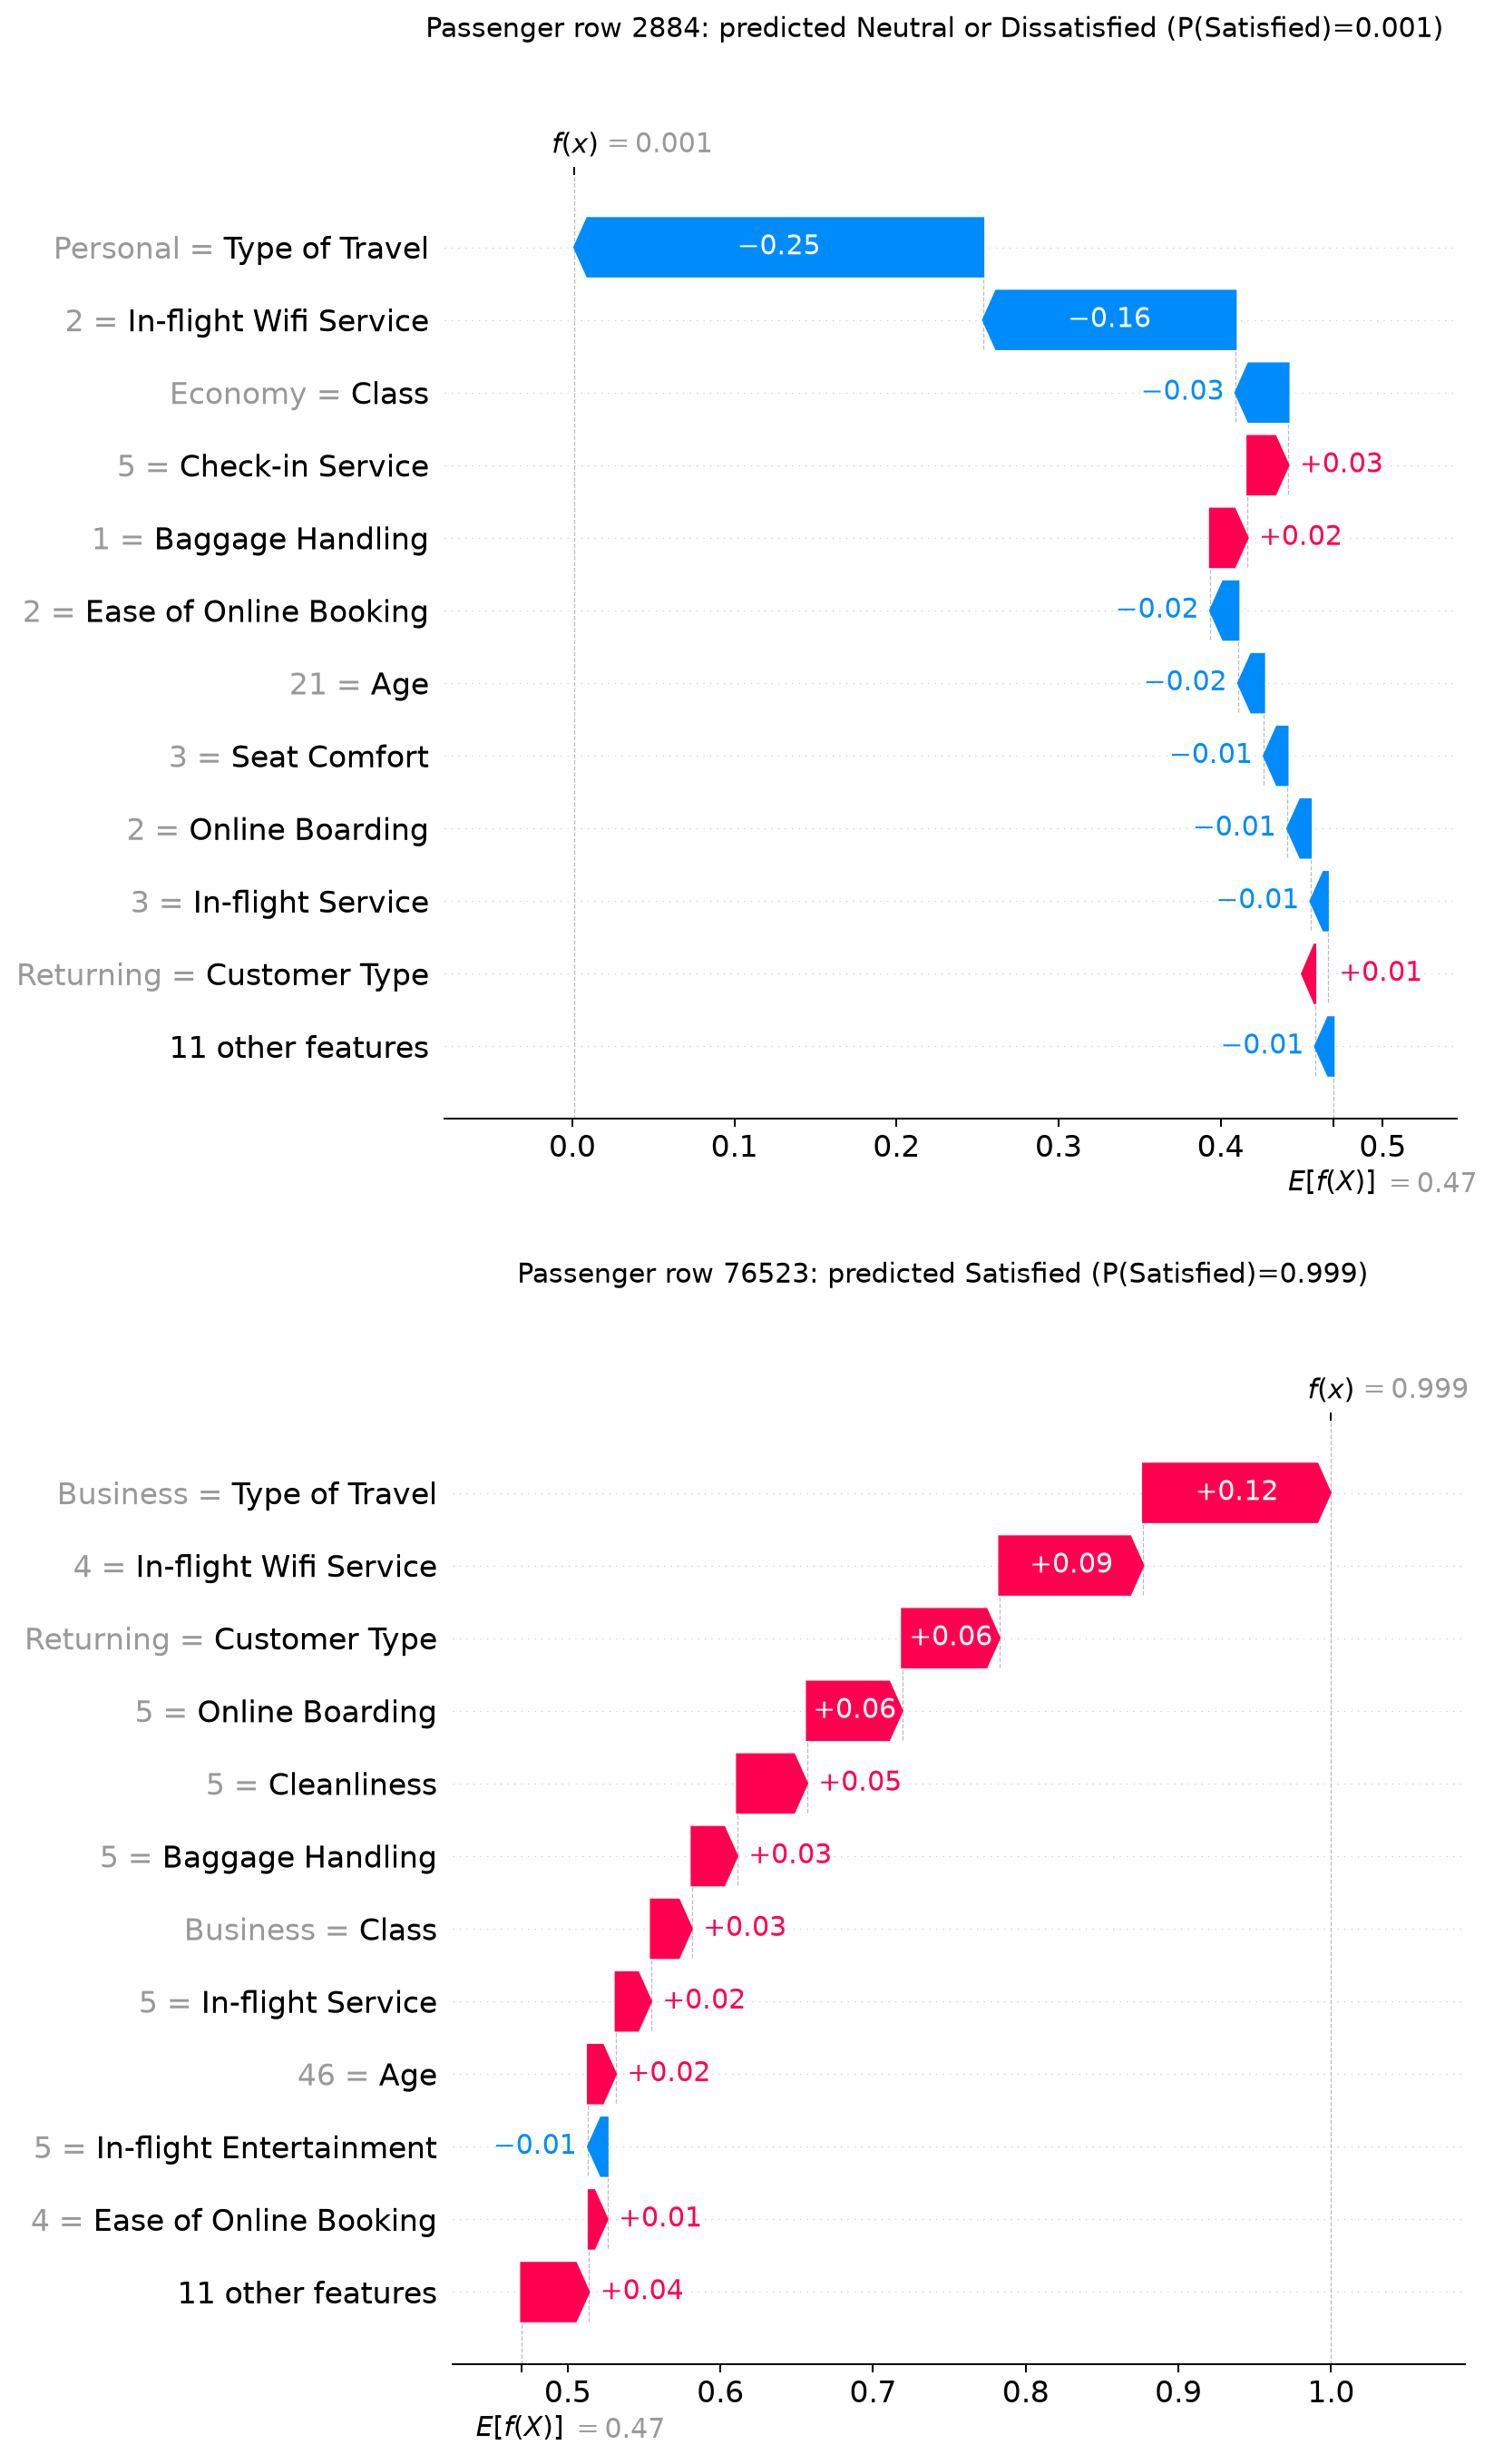 Passenger row 2884: predicted Neutral or Dissatisfied (P(Satisfied)=0.001)
f(x) = 0.001
Personal = Type of Travel −0.25
2 = In-flight Wifi Service −0.16
Economy = Class −0.03
5 = Check-in Service +0.03
1 = Baggage Handling +0.02
2 = Ease of Online Booking −0.02
21 = Age −0.02
3 = Seat Comfort −0.01
2 = Online Boarding −0.01
3 = In-flight Service −0.01
Returning = Customer Type +0.01
11 other features −0.01
0.0 0.1 0.2 0.3 0.4 0.5
E[f(X)] = 0.47
Passenger row 76523: predicted Satisfied (P(Satisfied)=0.999)
f(x) = 0.999
Business = Type of Travel +0.12
4 = In-flight Wifi Service +0.09
Returning = Customer Type +0.06
5 = Online Boarding +0.06
5 = Cleanliness +0.05
5 = Baggage Handling +0.03
Business = Class +0.03
5 = In-flight Service +0.02
46 = Age +0.02
5 = In-flight Entertainment −0.01
4 = Ease of Online Booking +0.01
11 other features +0.04
0.5 0.6 0.7 0.8 0.9 1.0
E[f(X)] = 0.47